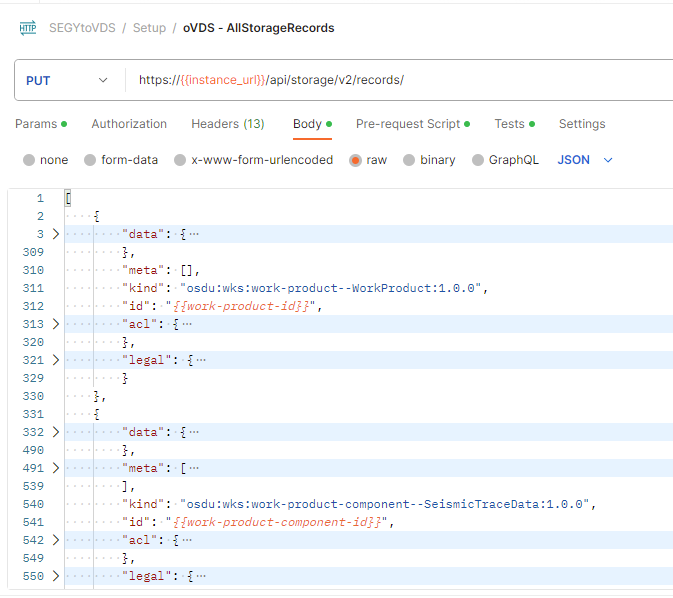 HTTP SEGYtoVDS / Setup / oVDS - AllStorageRecords
PUT https://{{instance_url}}/api/storage/v2/records/
Params Authorization Headers (13) Body Pre-request Script Tests Settings
none form-data x-www-form-urlencoded raw binary GraphQL JSON
1 [
2 {
3 "data": { ...
309 },
310 "meta": [],
311 "kind": "osdu:wks:work-product--WorkProduct:1.0.0",
312 "id": "{{work-product-id}}",
313 "acl": { ...
320 },
321 "legal": { ...
329 }
330 },
331 {
332 "data": { ...
490 },
491 "meta": [ ...
539 ],
540 "kind": "osdu:wks:work-product-component--SeismicTraceData:1.0.0",
541 "id": "{{work-product-component-id}}",
542 "acl": { ...
549 },
550 "legal": { ...